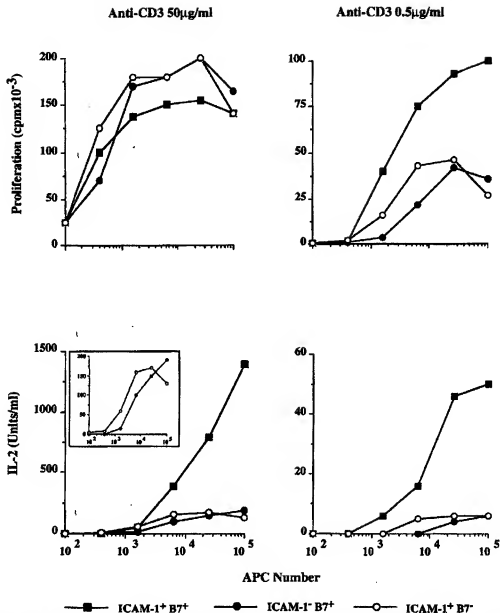 Anti-CD3 50µg/ml
Anti-CD3 0.5µg/ml
Proliferation (cpmx10⁻³)
200
150
100
50
0
10² 10³ 10⁴ 10⁵
100
75
50
25
0
10² 10³ 10⁴ 10⁵
IL-2 (Units/ml)
1500
1000
500
250
0
10² 10³ 10⁴ 10⁵
200
150
100
50
0
10² 10³ 10⁴ 10⁵
60
40
20
0
10² 10³ 10⁴ 10⁵
APC Number
ICAM-1⁺ B7⁺
ICAM-1⁻ B7⁺
ICAM-1⁺ B7⁻